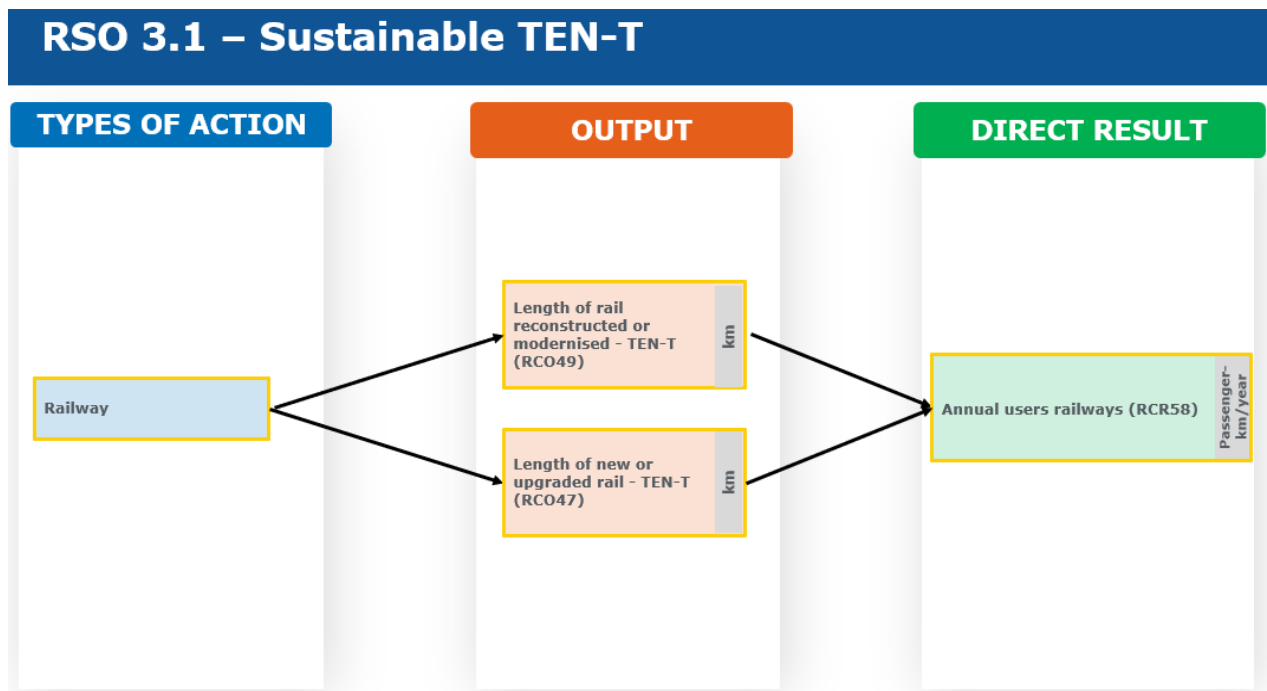 RSO 3.1 – Sustainable TEN-T
TYPES OF ACTION
OUTPUT
DIRECT RESULT
Railway
Length of rail
reconstructed or
modernised - TEN-T
(RCO49)
km
Length of new or
upgraded rail - TEN-T
(RCO47)
km
Annual users railways (RCR58)
Passenger-
km/year